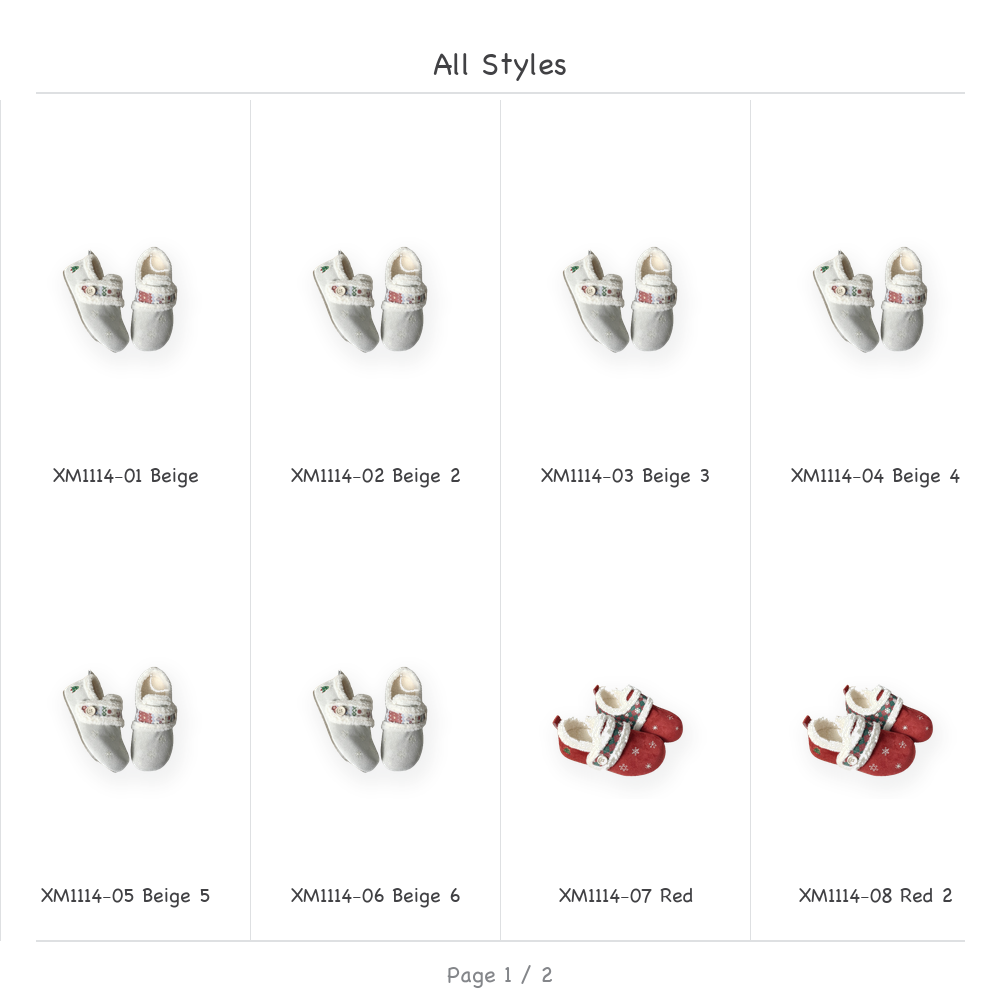 All Styles
XM1114-01 Beige
XM1114-02 Beige 2
XM1114-03 Beige 3
XM1114-04 Beige 4
XM1114-05 Beige 5
XM1114-06 Beige 6
XM1114-07 Red
XM1114-08 Red 2
Page 1 / 2